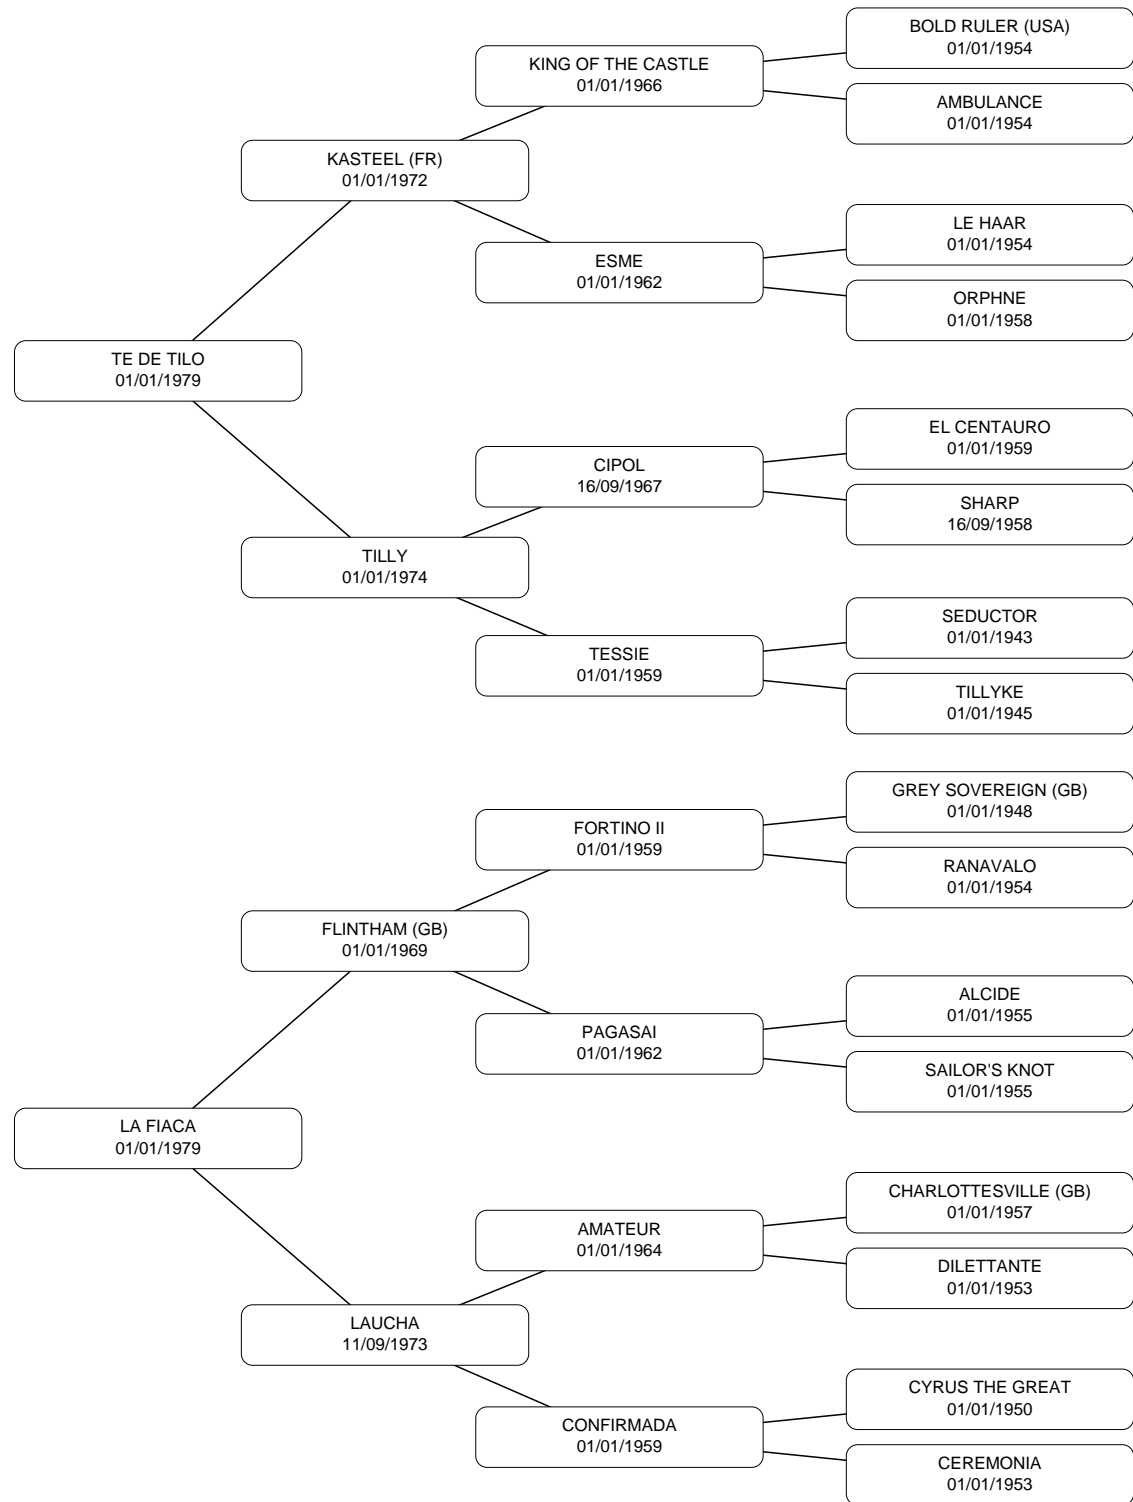 BOLD RULER (USA)
01/01/1954
KING OF THE CASTLE
01/01/1966
AMBULANCE
01/01/1954
KASTEEL (FR)
01/01/1972
LE HAAR
01/01/1954
ESME
01/01/1962
ORPHNE
01/01/1958
TE DE TILO
01/01/1979
EL CENTAURO
01/01/1959
CIPOL
16/09/1967
SHARP
16/09/1958
TILLY
01/01/1974
SEDUCTOR
01/01/1943
TESSIE
01/01/1959
TILLYKE
01/01/1945
GREY SOVEREIGN (GB)
01/01/1948
FORTINO II
01/01/1959
RANAVALO
01/01/1954
FLINTHAM (GB)
01/01/1969
ALCIDE
01/01/1955
PAGASAI
01/01/1962
SAILOR'S KNOT
01/01/1955
LA FIACA
01/01/1979
CHARLOTTESVILLE (GB)
01/01/1957
AMATEUR
01/01/1964
DILETTANTE
01/01/1953
LAUCHA
11/09/1973
CYRUS THE GREAT
01/01/1950
CONFIRMADA
01/01/1959
CEREMONIA
01/01/1953